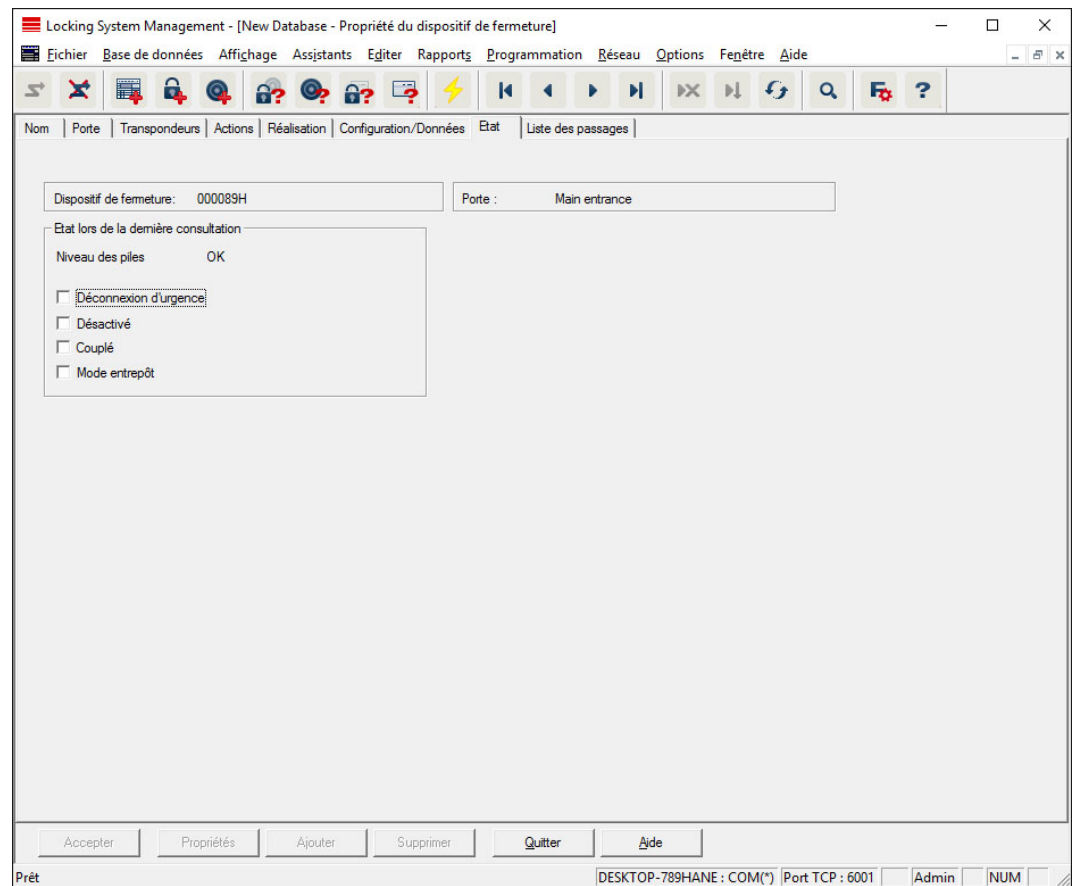 Locking System Management - [New Database - Propriété du dispositif de fermeture]
Fichier Base de données Affichage Assistants Editer Rapports Programmation Réseau Options Fenêtre Aide
Nom Porte Transpondeurs Actions Réalisation Configuration/Données Etat Liste des passages
Dispositif de fermeture: 000089H Porte : Main entrance
Etat lors de la dernière consultation
Niveau des piles OK
Déconnexion d'urgence
Désactivé
Couplé
Mode entrepôt
Accepter Propriétés Ajouter Supprimer Quitter Aide
Prêt DESKTOP-789HANE : COM(*) Port TCP : 6001 Admin NUM